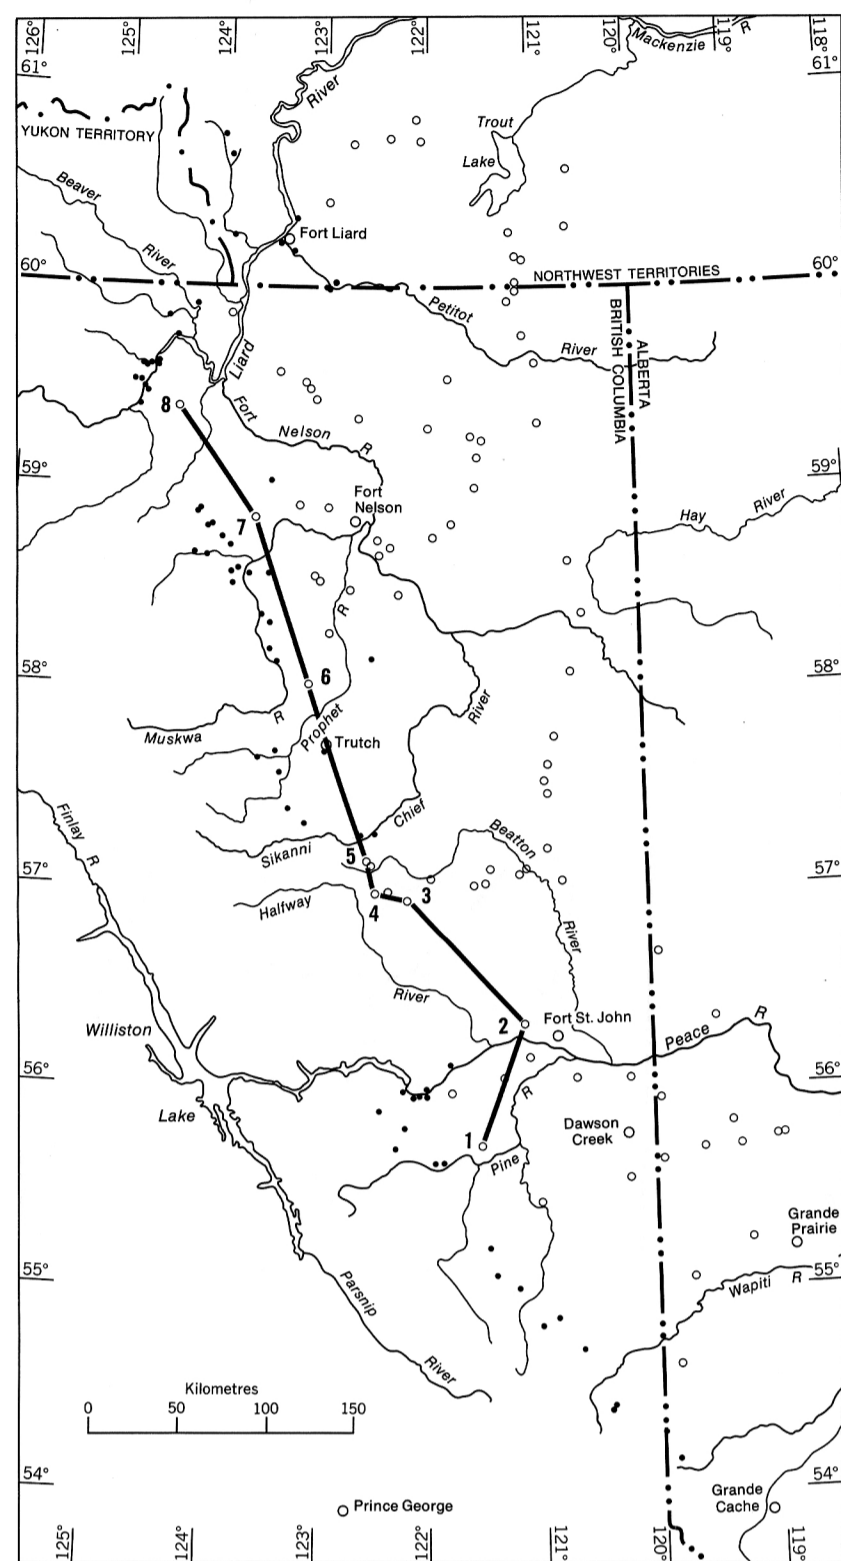 126°
125°
124°
123°
122°
121°
120°
119°
118°
61°
61°
Mackenzie R
River
Trout
Lake
YUKON TERRITORY
Beaver
River
Fort Liard
60°
60°
NORTHWEST TERRITORIES
Petitot
River
BRITISH COLUMBIA
ALBERTA
Liard
8
Fort
Nelson
R
59°
59°
Fort
Nelson
Hay
River
7
R
58°
58°
6
Muskwa
R
Prophet
Trutch
River
Chief
Sikanni
Finlay R
5
Beatton
57°
57°
4
3
Halfway
River
River
2
Fort St. John
Peace
R
Williston
56°
56°
Lake
R
Dawson
Creek
1
Pine
Grande
Prairie
55°
55°
Wapiti R
Parsnip
River
Kilometres
0
50
100
150
54°
54°
Grande
Cache
Prince George
125°
124°
123°
122°
121°
120°
119°